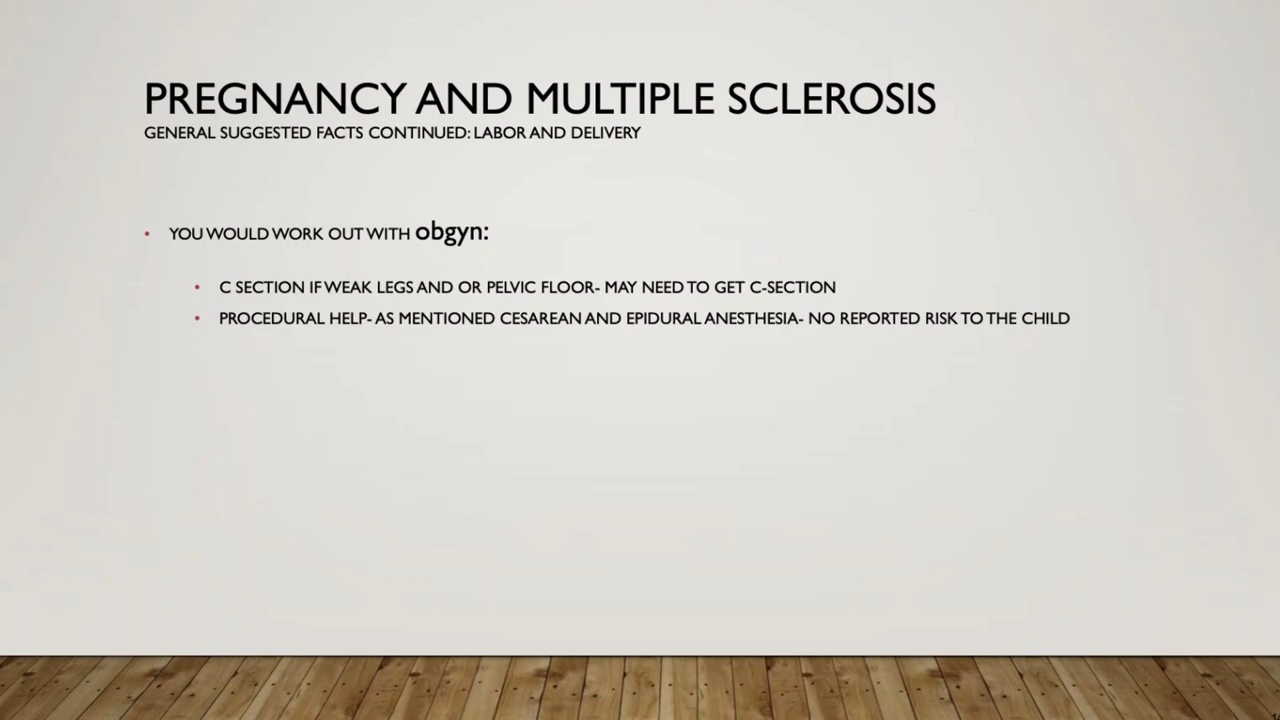 PREGNANCY AND MULTIPLE SCLEROSIS
GENERAL SUGGESTED FACTS CONTINUED: LABOR AND DELIVERY
• YOU WOULD WORK OUT WITH obgyn:
• C SECTION IF WEAK LEGS AND OR PELVIC FLOOR- MAY NEED TO GET C-SECTION
• PROCEDURAL HELP- AS MENTIONED CESAREAN AND EPIDURAL ANESTHESIA- NO REPORTED RISK TO THE CHILD